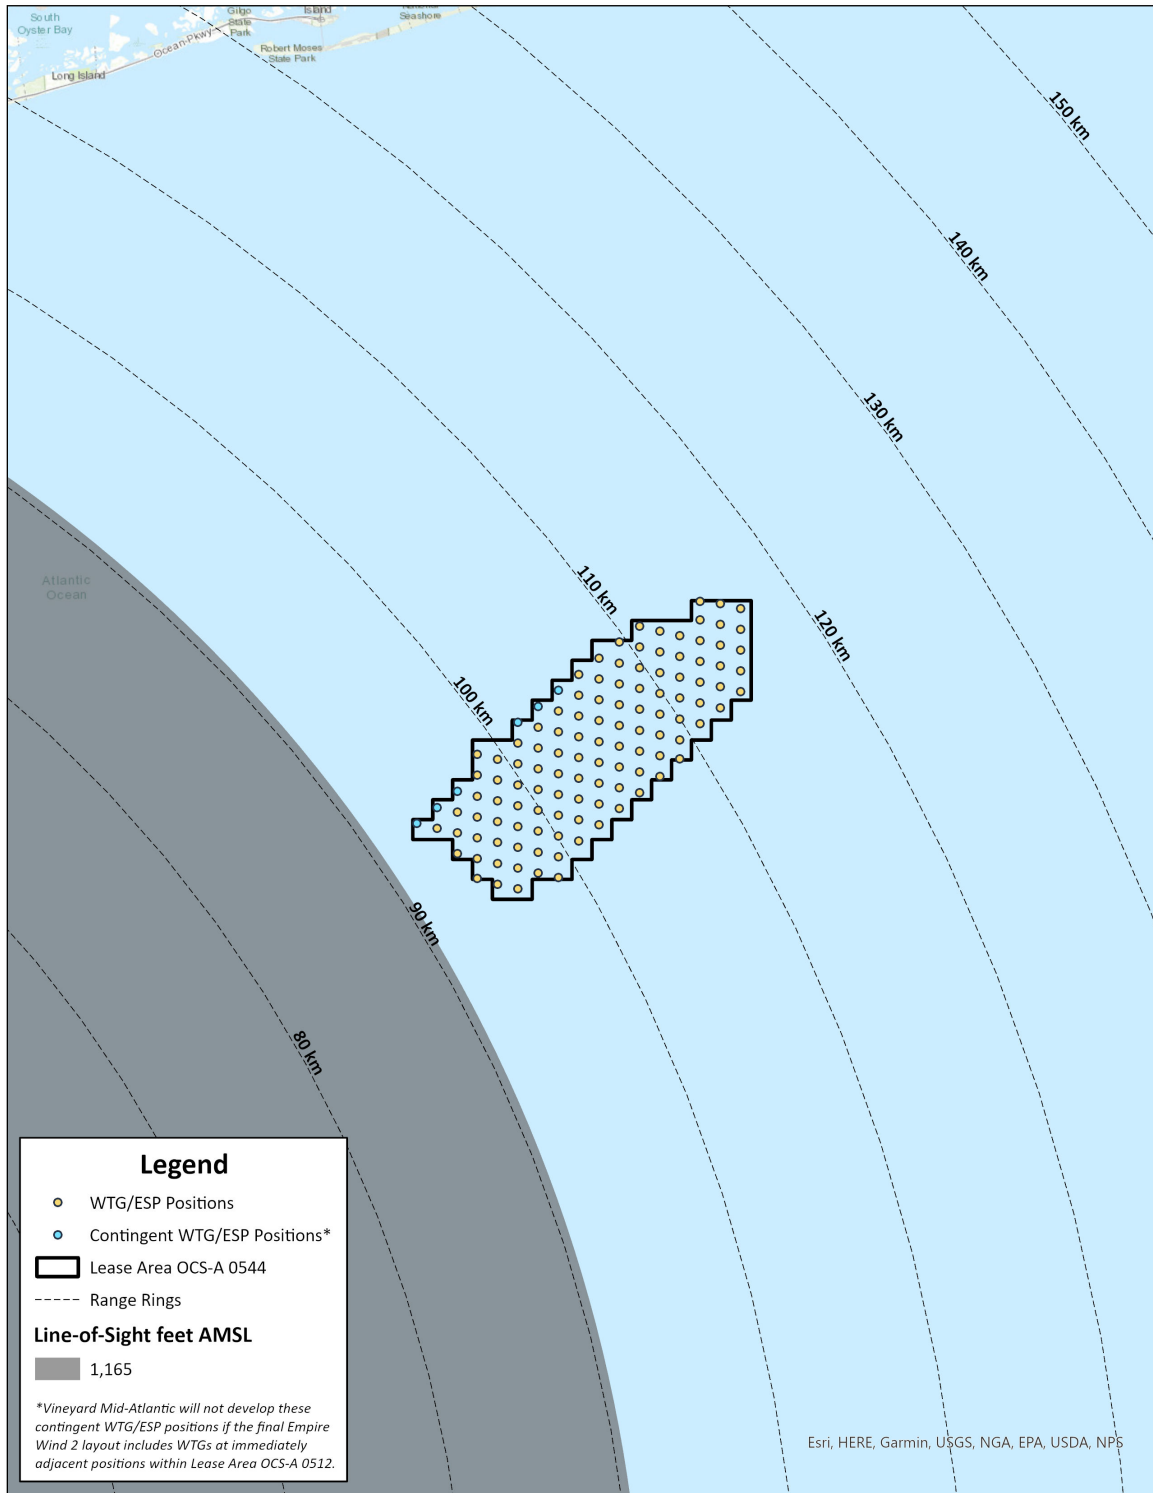 South
Oyster Bay
Gilgo
State
Park
Island
National
Seashore
Ocean-Pkwy
Robert Moses
State Park
Long Island
150 km
140 km
130 km
Atlantic
Ocean
110 km
120 km
100 km
90 km
80 km
Legend
WTG/ESP Positions
Contingent WTG/ESP Positions*
Lease Area OCS-A 0544
Range Rings
Line-of-Sight feet AMSL
1,165
*Vineyard Mid-Atlantic will not develop these
contingent WTG/ESP positions if the final Empire
Wind 2 layout includes WTGs at immediately
adjacent positions within Lease Area OCS-A 0512.
Esri, HERE, Garmin, USGS, NGA, EPA, USDA, NPS